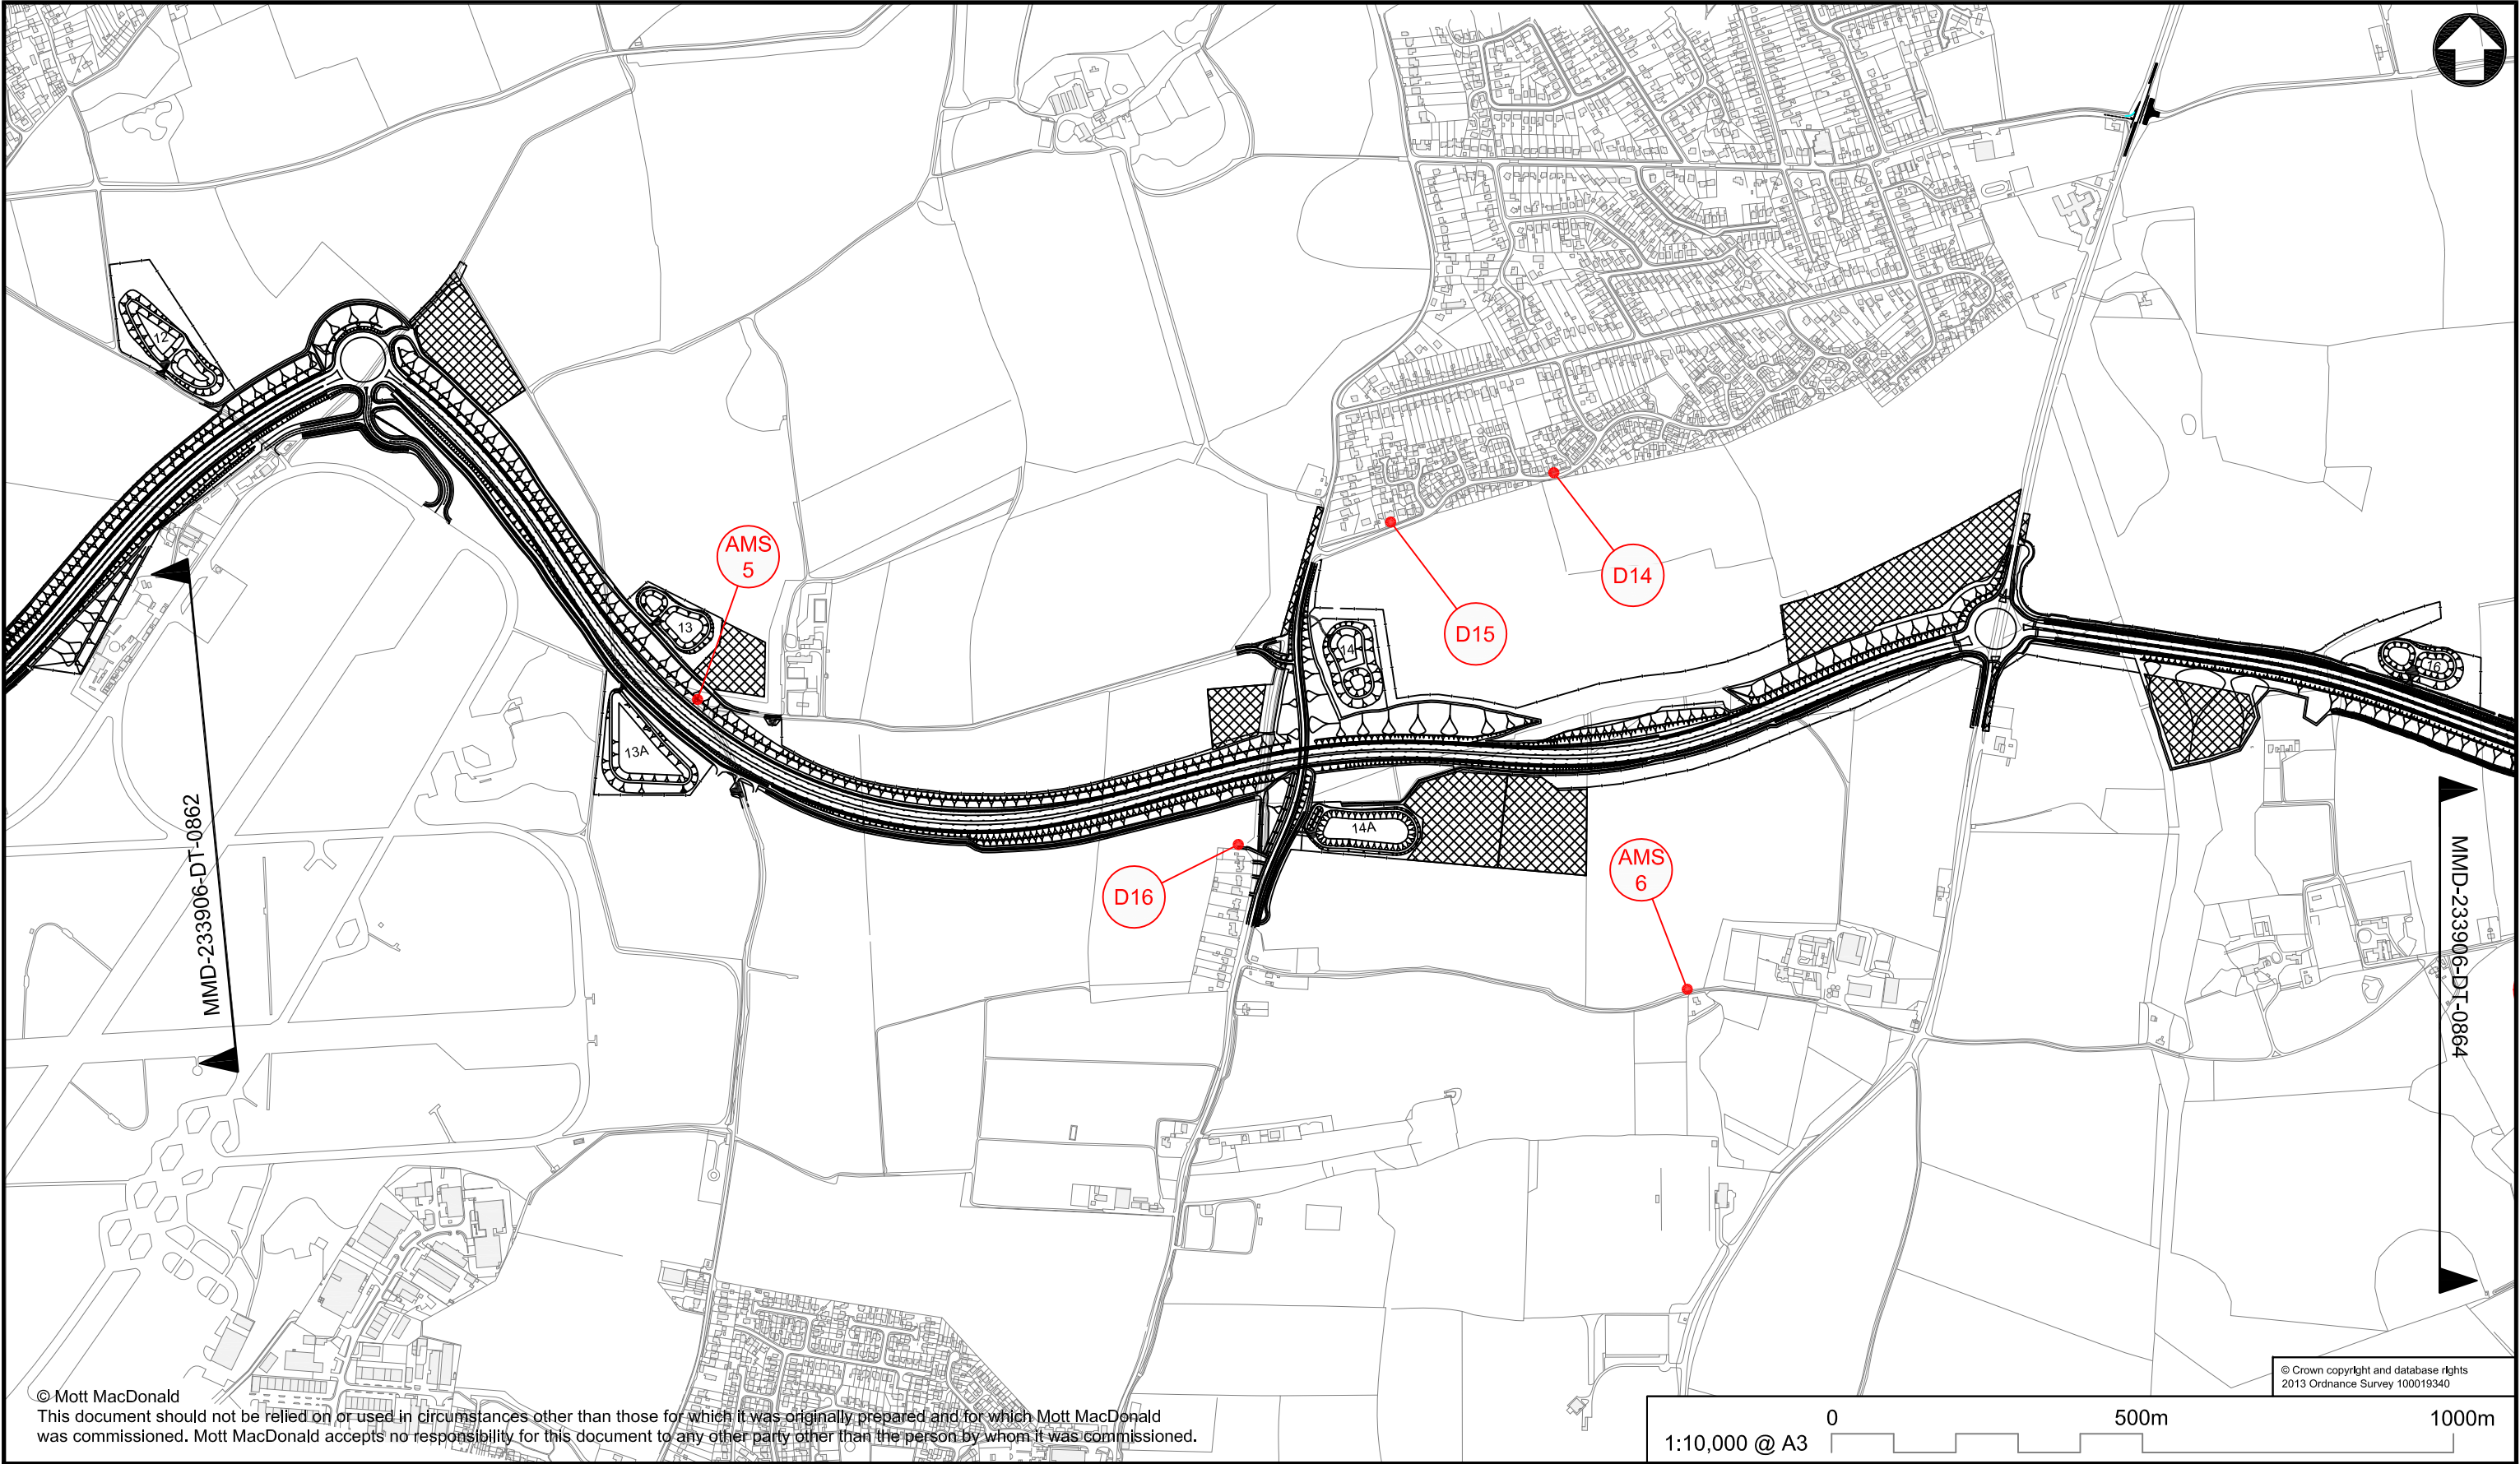 12
AMS
5
13
13A
D14
D15
14
16
14A
D16
AMS
6
MMD-233906-DT-0862
MMD-233906-DT-0864
© Mott MacDonald
This document should not be relied on or used in circumstances other than those for which it was originally prepared and for which Mott MacDonald
was commissioned. Mott MacDonald accepts no responsibility for this document to any other party other than the person by whom it was commissioned.
© Crown copyright and database rights
2013 Ordnance Survey 100019340
0 500m 1000m
1:10,000 @ A3